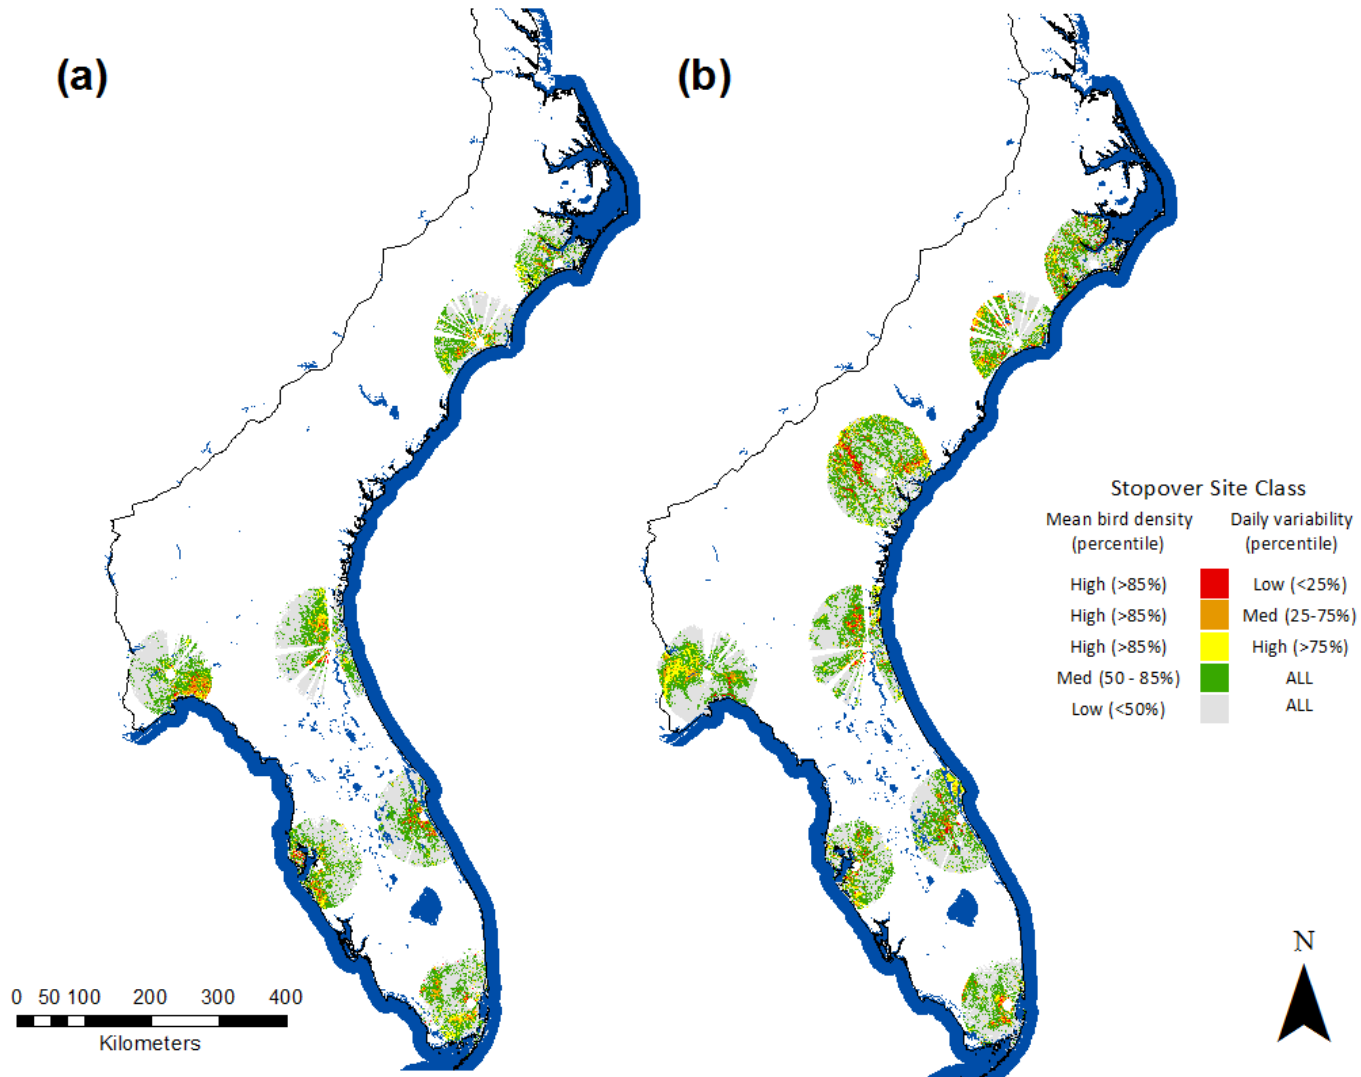 (a)
(b)
Stopover Site Class
Mean bird density (percentile)
Daily variability (percentile)
High (>85%) Low (<25%)
High (>85%) Med (25-75%)
High (>85%) High (>75%)
Med (50 - 85%) ALL
Low (<50%) ALL
N
0 50 100 200 300 400
Kilometers